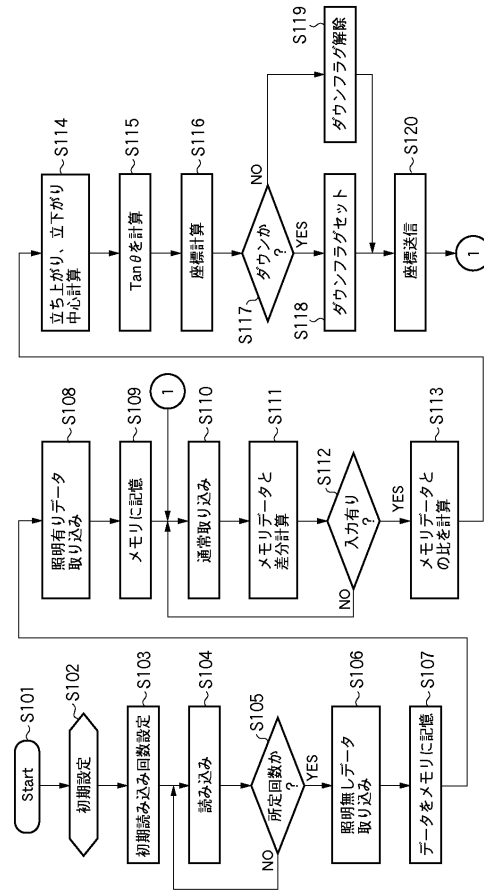 Start
S101
初期設定
S102
初期読み込み回数設定
S103
読み込み
S104
所定回数か
?
S105
NO
YES
照明無しデータ
取り込み
S106
データをメモリに記憶
S107
照明有りデータ
取り込み
S108
メモリに記憶
S109
1
通常取り込み
S110
メモリデータと
差分計算
S111
入力有り
?
S112
NO
YES
メモリデータと
の比を計算
S113
立ち上がり、立下がり
中心計算
S114
Tanθを計算
S115
座標計算
S116
ダウンか
?
S117
NO
YES
ダウンフラグセット
S118
ダウンフラグ解除
S119
座標送信
S120
1